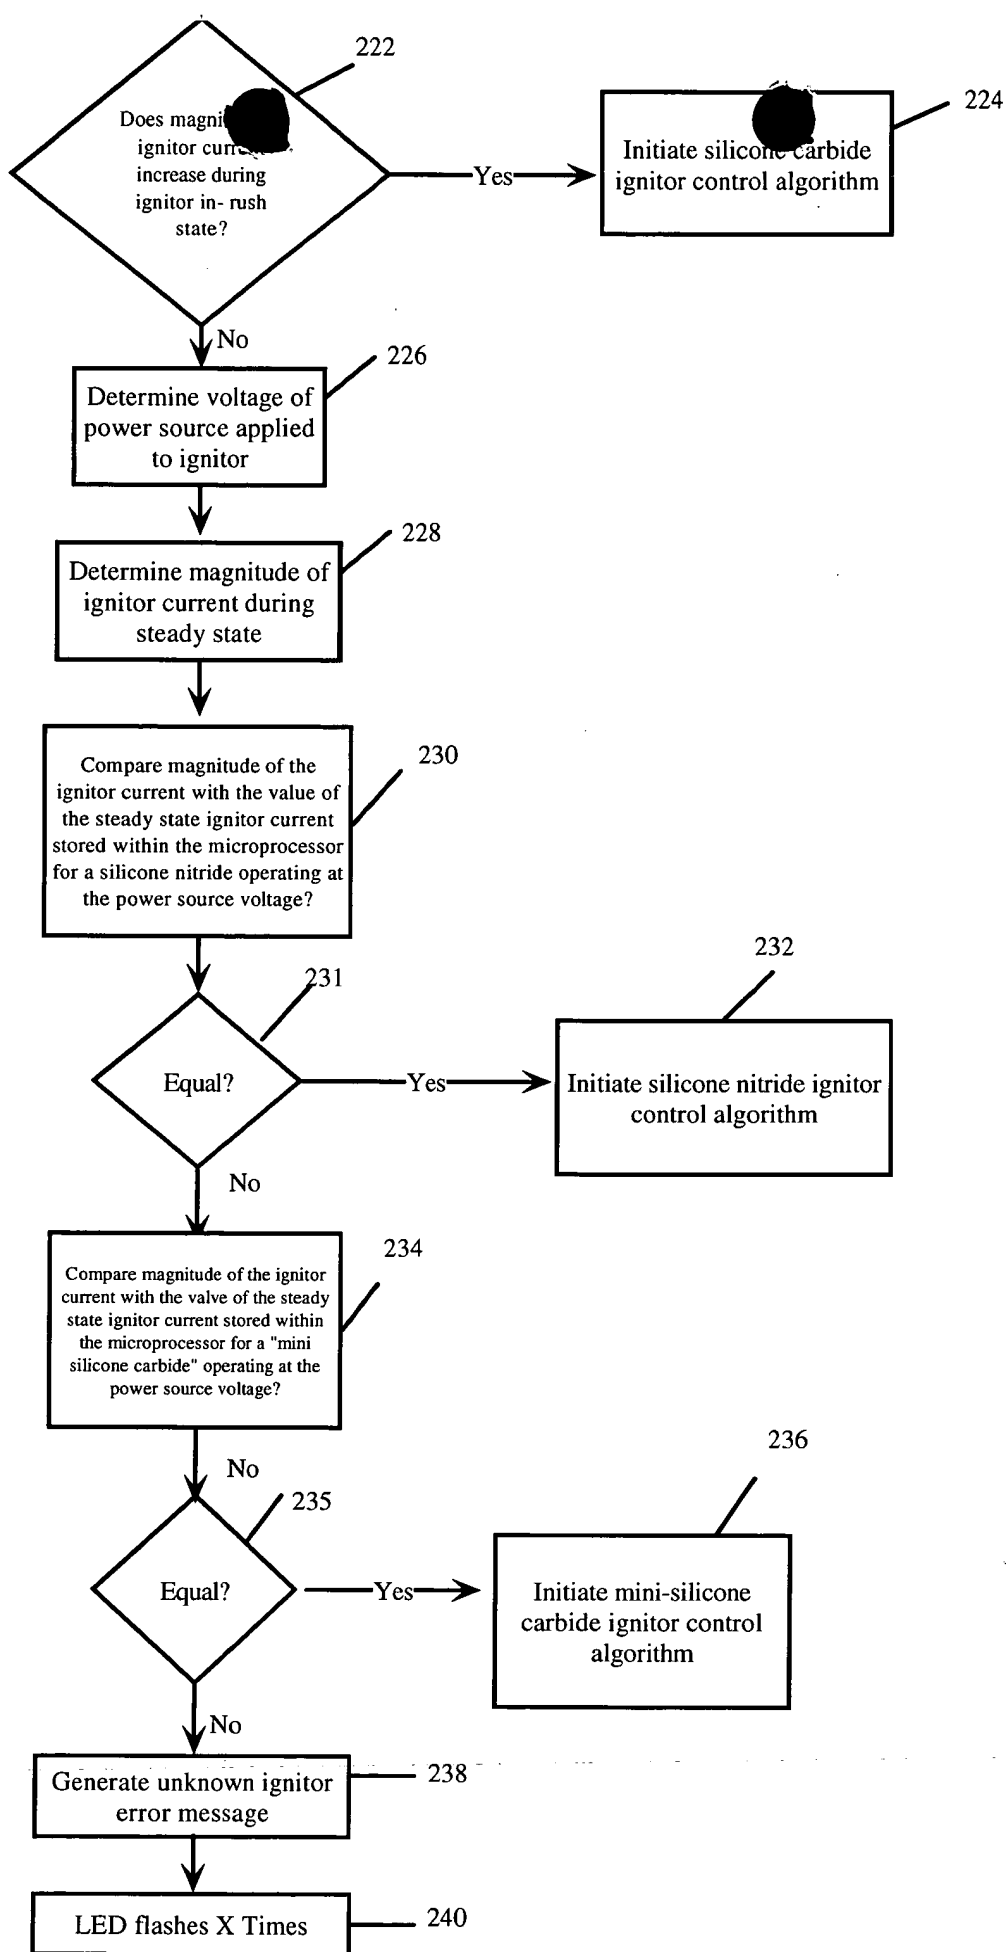 222
Does
ignitor
increase during
ignitor in- rush
state?
Yes
224
Initiate silicone carbide
ignitor control algorithm
No
226
Determine voltage of
power source applied
to ignitor
228
Determine magnitude of
ignitor current during
steady state
230
Compare magnitude of the
ignitor current with the value of
the steady state ignitor current
stored within the microprocessor
for a silicone nitride operating at
the power source voltage?
231
Equal?
Yes
232
Initiate silicone nitride ignitor
control algorithm
No
234
Compare magnitude of the ignitor
current with the valve of the steady
state ignitor current stored within
the microprocessor for a "mini
silicone carbide" operating at the
power source voltage?
No
235
Equal?
Yes
236
Initiate mini-silicone
carbide ignitor control
algorithm
No
238
Generate unknown ignitor
error message
LED flashes X Times
240